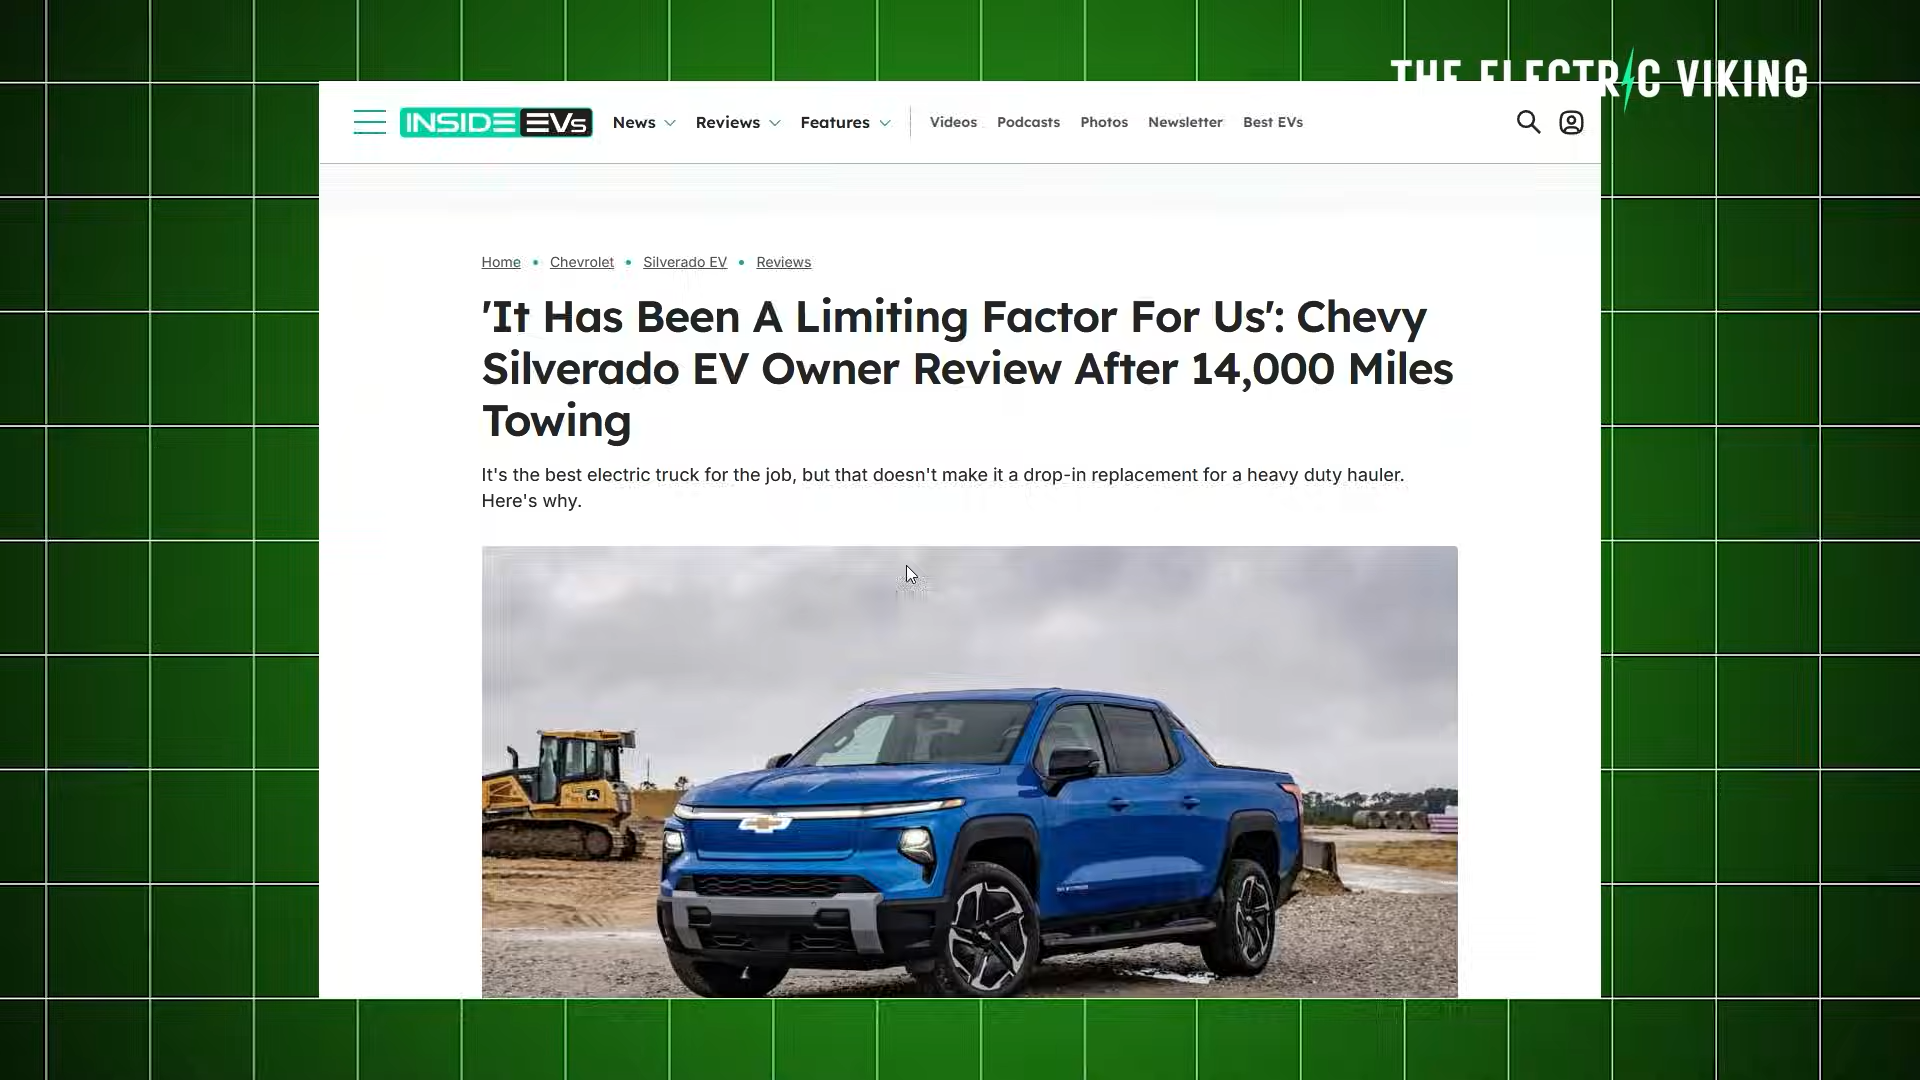 THE ELECTRIC VIKING
INSIDE EVs News Reviews Features Videos Podcasts Photos Newsletter Best EVs
Home • Chevrolet • Silverado EV • Reviews
'It Has Been A Limiting Factor For Us': Chevy
Silverado EV Owner Review After 14,000 Miles
Towing
It's the best electric truck for the job, but that doesn't make it a drop-in replacement for a heavy duty hauler.
Here's why.